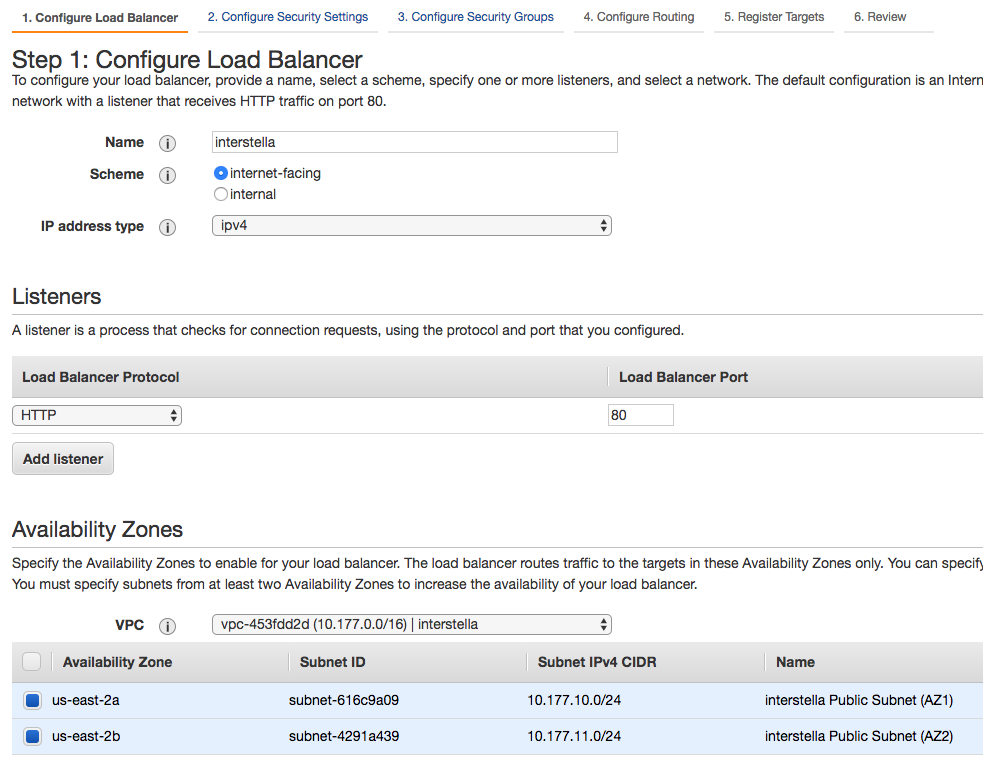 1. Configure Load Balancer 2. Configure Security Settings 3. Configure Security Groups 4. Configure Routing 5. Register Targets 6. Review
Step 1: Configure Load Balancer
To configure your load balancer, provide a name, select a scheme, specify one or more listeners, and select a network. The default configuration is an Intern
network with a listener that receives HTTP traffic on port 80.
Name i interstella
Scheme i internet-facing
internal
IP address type i ipv4
Listeners
A listener is a process that checks for connection requests, using the protocol and port that you configured.
Load Balancer Protocol Load Balancer Port
HTTP 80
Add listener
Availability Zones
Specify the Availability Zones to enable for your load balancer. The load balancer routes traffic to the targets in these Availability Zones only. You can specify
You must specify subnets from at least two Availability Zones to increase the availability of your load balancer.
VPC i vpc-453fdd2d (10.177.0.0/16) | interstella
Availability Zone Subnet ID Subnet IPv4 CIDR Name
us-east-2a subnet-616c9a09 10.177.10.0/24 interstella Public Subnet (AZ1)
us-east-2b subnet-4291a439 10.177.11.0/24 interstella Public Subnet (AZ2)